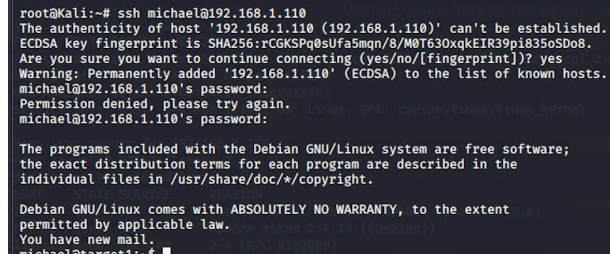 root@Kali:~# ssh michael@192.168.1.110
The authenticity of host '192.168.1.110 (192.168.1.110)' can't be established.
ECDSA key fingerprint is SHA256:rCGKSPq0sUfa5mqn/8/M0T63OxqkEIR39pi835oSDo8.
Are you sure you want to continue connecting (yes/no/[fingerprint])? yes
Warning: Permanently added '192.168.1.110' (ECDSA) to the list of known hosts.
michael@192.168.1.110's password:
Permission denied, please try again.
michael@192.168.1.110's password:
The programs included with the Debian GNU/Linux system are free software;
the exact distribution terms for each program are described in the
individual files in /usr/share/doc/*/copyright.
Debian GNU/Linux comes with ABSOLUTELY NO WARRANTY, to the extent
permitted by applicable law.
You have new mail.
michael@target1:~$